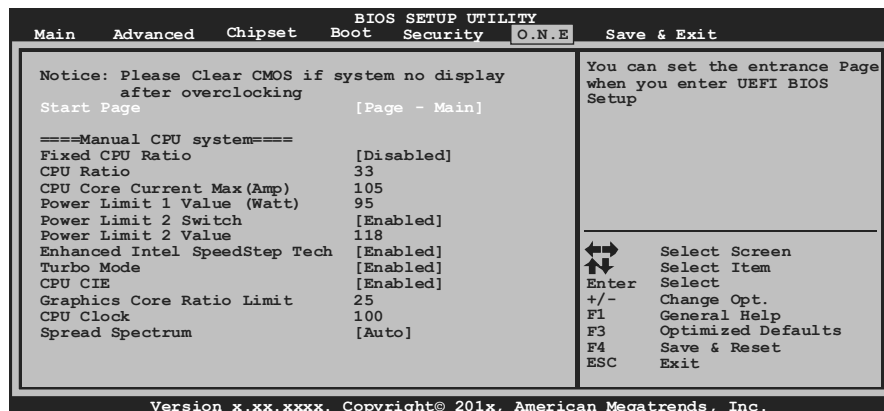 BIOS SETUP UTILITY
Main Advanced Chipset Boot Security O.N.E Save & Exit
Notice: Please Clear CMOS if system no display
after overclocking
Start Page [Page - Main]
====Manual CPU system====
Fixed CPU Ratio [Disabled]
CPU Ratio 33
CPU Core Current Max(Amp) 105
Power Limit 1 Value (Watt) 95
Power Limit 2 Switch [Enabled]
Power Limit 2 Value 118
Enhanced Intel SpeedStep Tech [Enabled]
Turbo Mode [Enabled]
CPU CIE [Enabled]
Graphics Core Ratio Limit 25
CPU Clock 100
Spread Spectrum [Auto]
You can set the entrance Page
when you enter UEFI BIOS
Setup
Select Screen
Select Item
Enter Select
+/- Change Opt.
F1 General Help
F3 Optimized Defaults
F4 Save & Reset
ESC Exit
Version x.xx.xxxx. Copyright© 201x, American Megatrends, Inc.